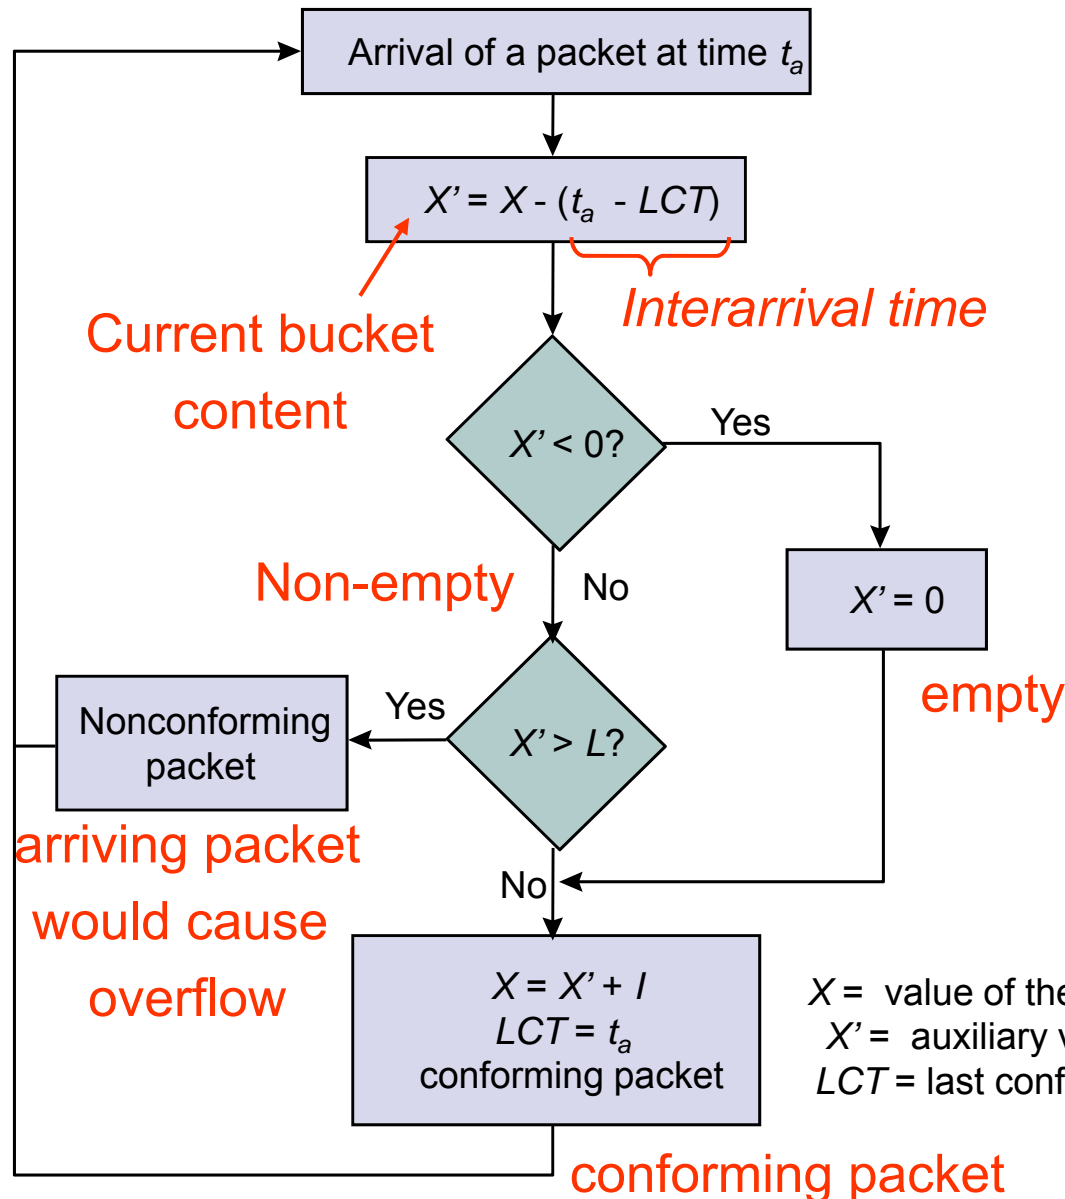 Arrival of a packet at time tₐ
X’ = X - (tₐ - LCT)
Interarrival time
Current bucket
content
X’ < 0?
Yes
Non-empty
No
X’ = 0
empty
Nonconforming
packet
Yes
X’ > L?
arriving packet
would cause
overflow
No
X = X’ + I
LCT = tₐ
conforming packet
X = value of the
X’ = auxiliary
LCT = last conf
conforming packet